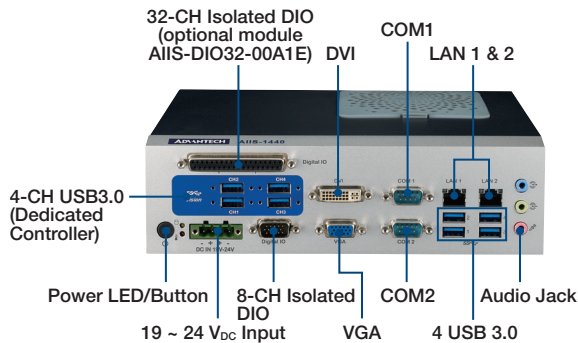 32-CH Isolated DIO
(optional module
AIIS-DIO32-00A1E)
DVI
COM1
LAN 1 & 2
ADVANTECH AIIS-1440
Digital IO
CH2
CH4
CH1
CH3
DVI
COM 1
LAN 1
LAN 2
4-CH USB3.0
(Dedicated
Controller)
- + + -
DC IN 19V-24V
Digital IO
VGA
COM 2
2
1
Power LED/Button
8-CH Isolated
DIO
COM2
Audio Jack
19 ~ 24 VDC Input
VGA
4 USB 3.0